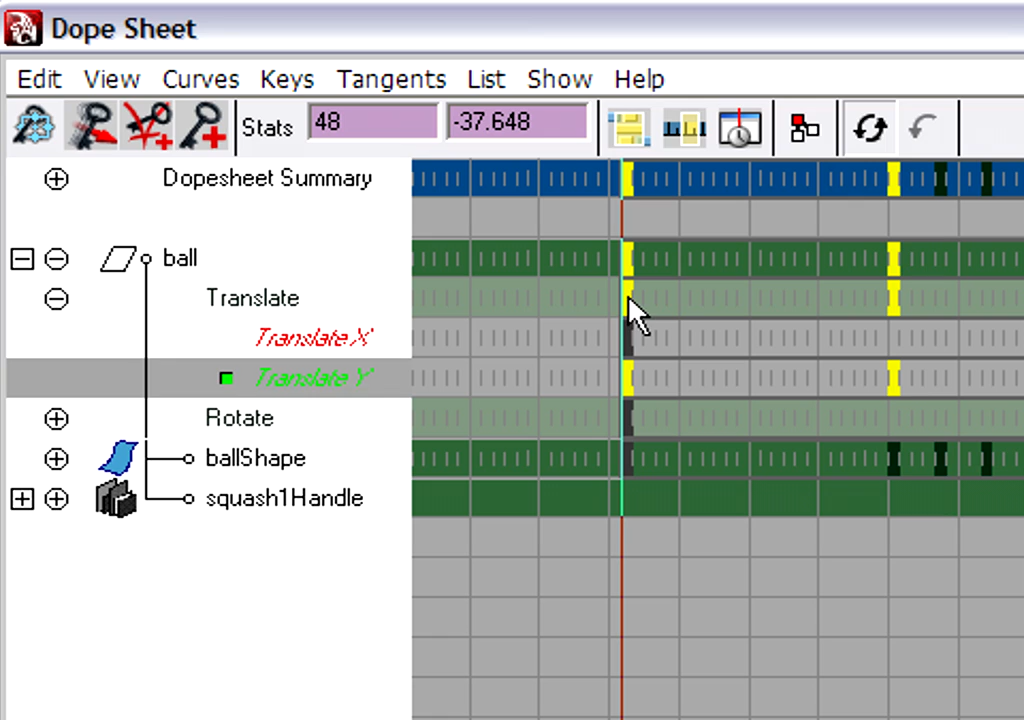 Dope Sheet
Edit View Curves Keys Tangents List Show Help
Stats 48 -37.648
Dopesheet Summary
ball
Translate
Translate X
Translate Y
Rotate
ballShape
squash1Handle